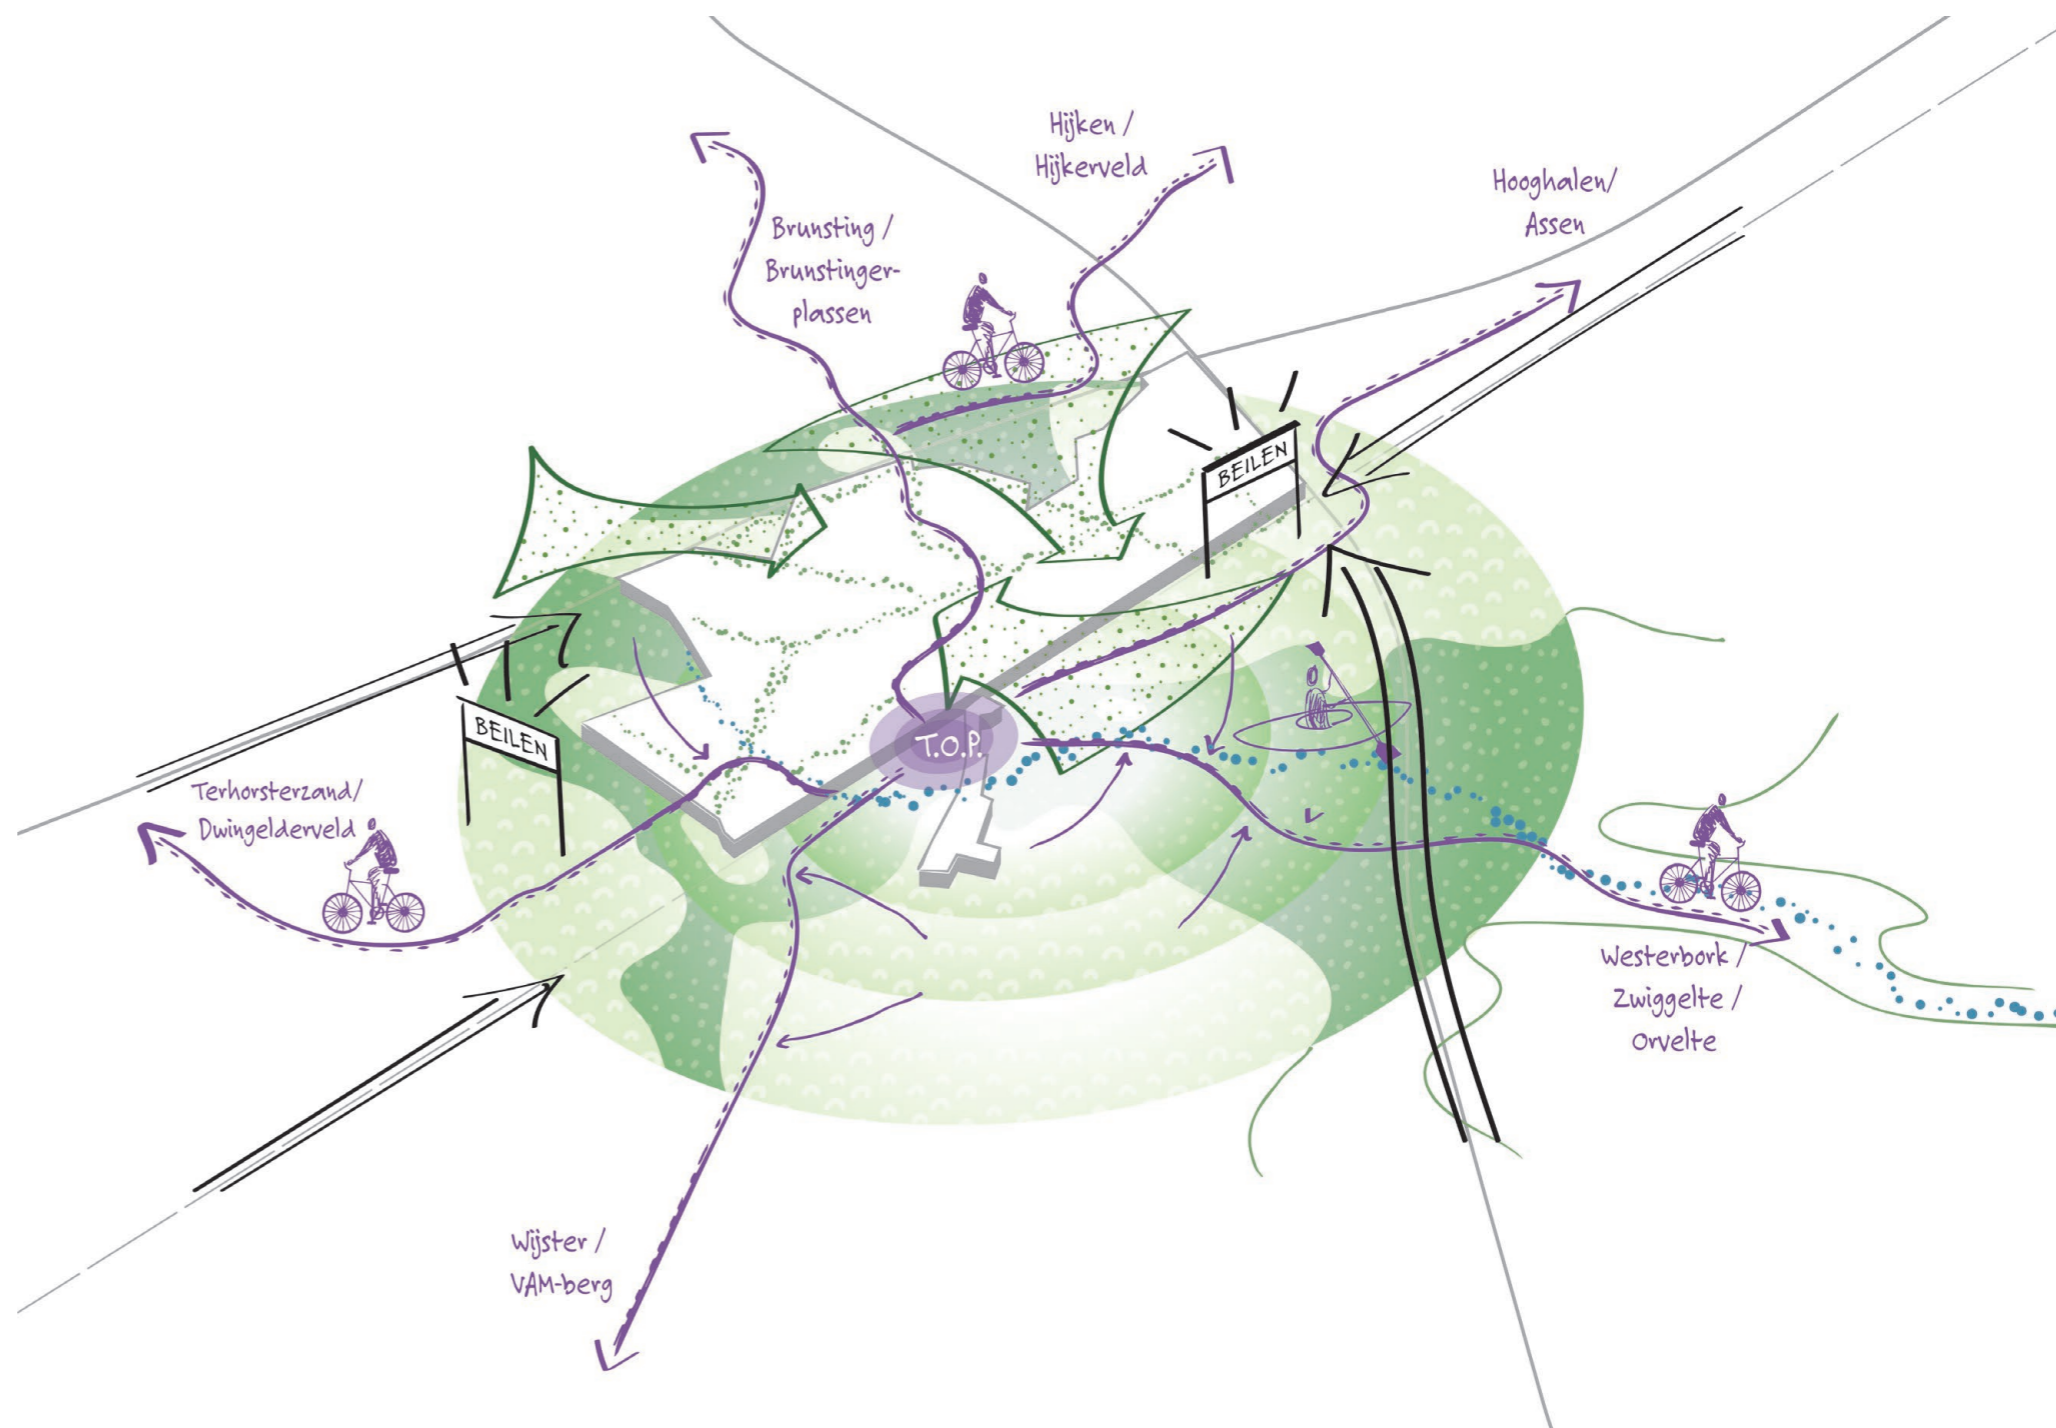 Hijken /
Hijkerveld
Hooghalen/
Assen
Brunsting /
Brunstinger-
plassen
BEILEN
BEILEN
T.O.P.
Terhorsterzand/
Dwingelderveld
Westerbork /
Zwiggelte /
Orvelte
Wijster /
VAM-berg